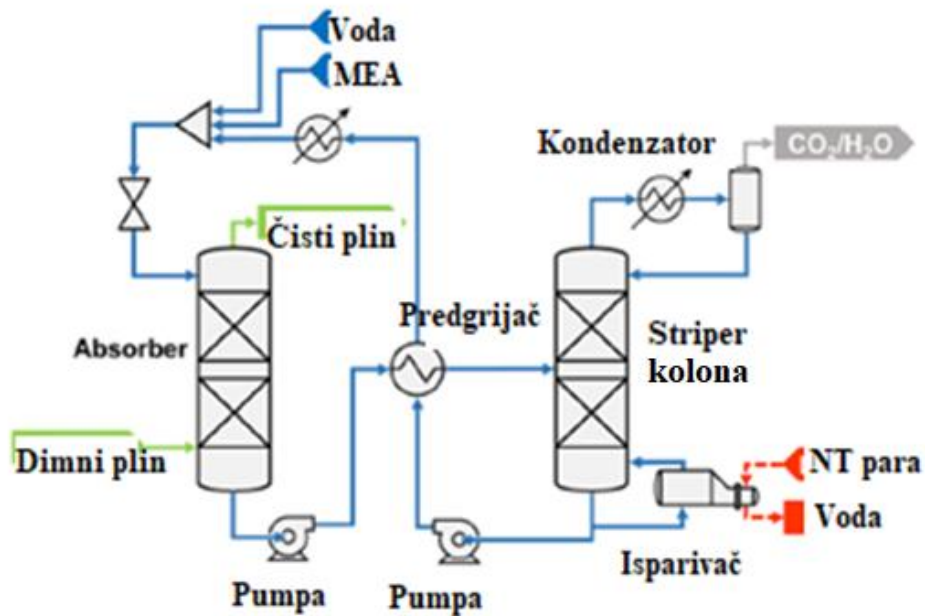 Voda
MEA
Kondenzator
CO₂/H₂O
Čisti plin
Predgrijač
Absorber
Striper
kolona
Dimni plin
NT para
Voda
Isparivač
Pumpa
Pumpa